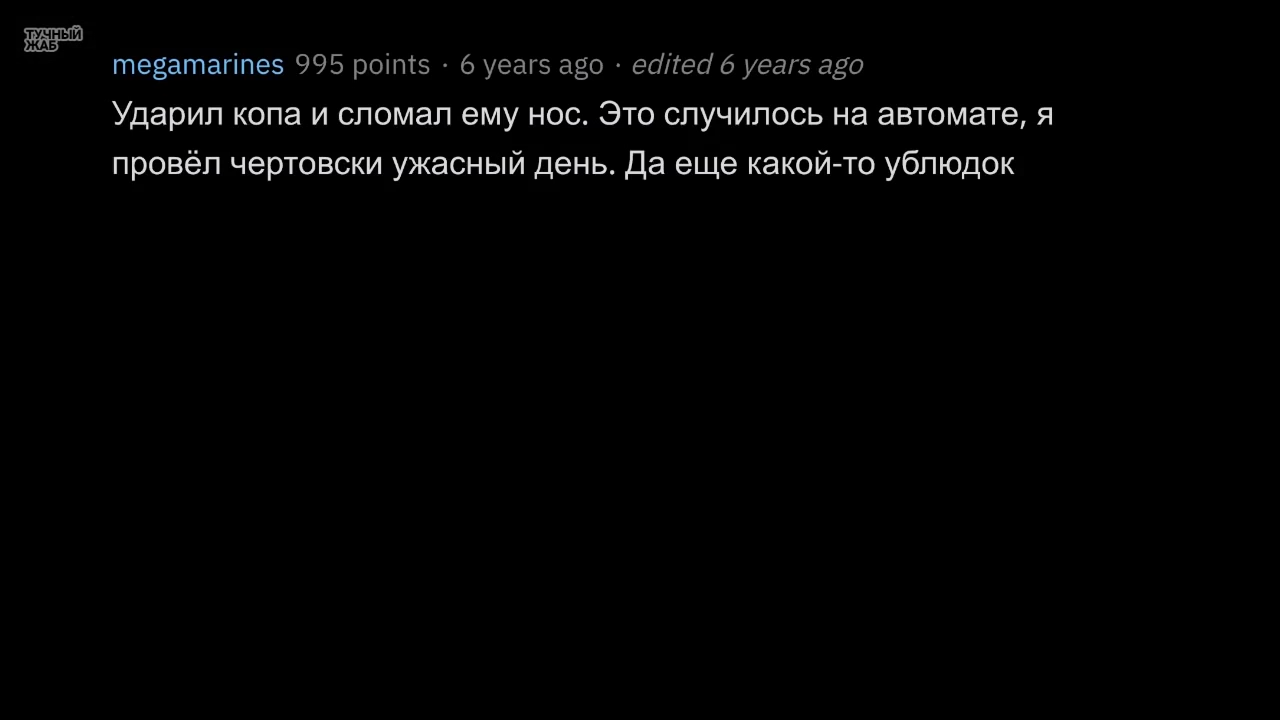 ТУЧНЫЙ
ЖАБ
megamarines 995 points · 6 years ago · edited 6 years ago
Ударил копа и сломал ему нос. Это случилось на автомате, я
провёл чертовски ужасный день. Да еще какой-то ублюдок